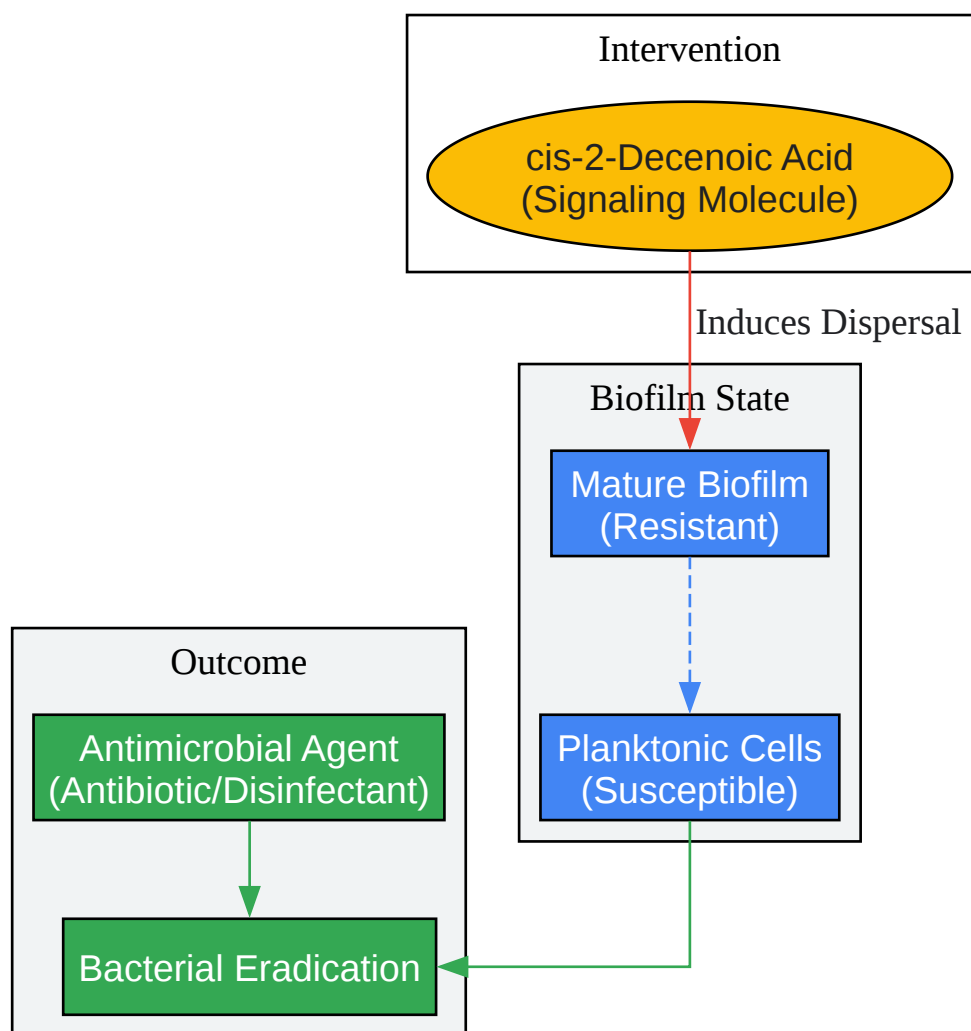 Intervention
cis-2-Decenoic Acid
(Signaling Molecule)
Induces Dispersal
Biofilm State
Mature Biofilm
(Resistant)
Outcome
Antimicrobial Agent
(Antibiotic/Disinfectant)
Planktonic Cells
(Susceptible)
Bacterial Eradication